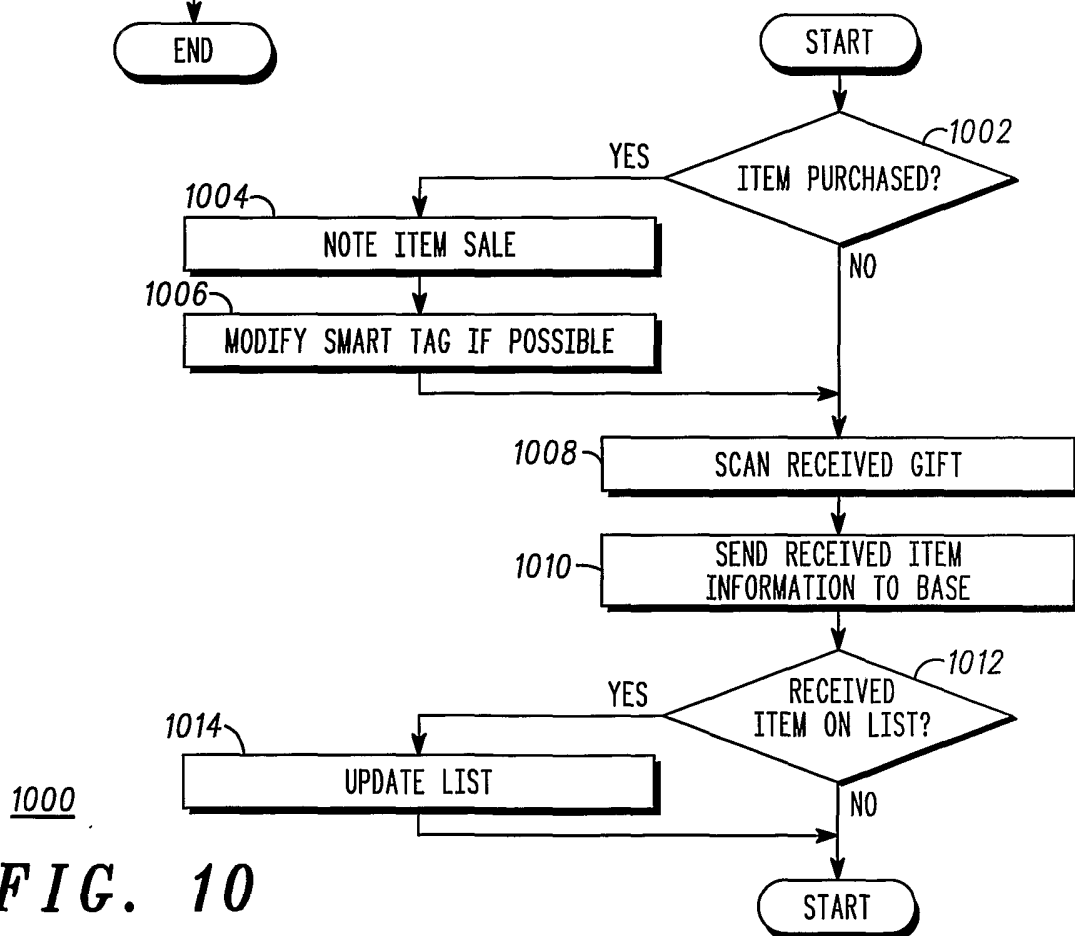 END
START
1002
ITEM PURCHASED?
YES
NO
1004
NOTE ITEM SALE
1006
MODIFY SMART TAG IF POSSIBLE
1008
SCAN RECEIVED GIFT
1010
SEND RECEIVED ITEM
INFORMATION TO BASE
1012
RECEIVED
ITEM ON LIST?
YES
NO
1014
UPDATE LIST
1000
FIG. 10
START